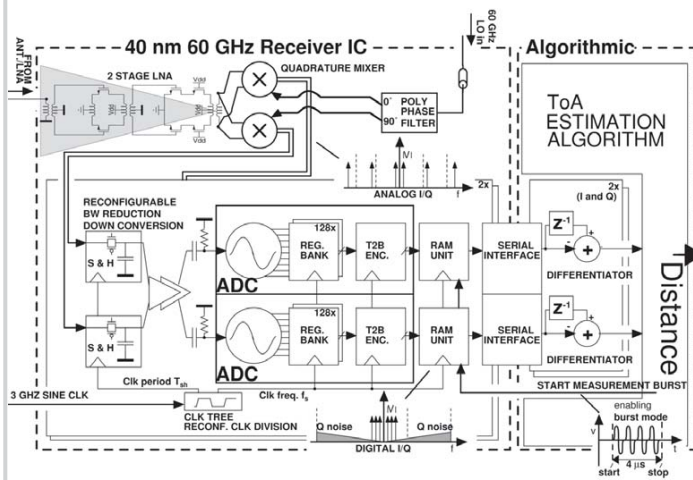 40 nm 60 GHz Receiver IC
Algorithmic
FROM
ANT./LNA
2 STAGE LNA
Vdd
Vdd
QUADRATURE MIXER
60 GHz
LO in
0°
90°
POLY
PHASE
FILTER
|V|
f
ANALOG I/Q
2x
ToA
ESTIMATION
ALGORITHM
2x
(I and Q)
RECONFIGURABLE
BW REDUCTION
DOWN CONVERSION
S & H
ADC
128x
REG.
BANK
T2B
ENC.
RAM
UNIT
SERIAL
INTERFACE
Z-1
+
-
+
DIFFERENTIATOR
S & H
ADC
128x
REG.
BANK
T2B
ENC.
RAM
UNIT
SERIAL
INTERFACE
Z-1
+
-
+
DIFFERENTIATOR
Distance
Clk period Tsh
Clk freq. fs
3 GHZ SINE CLK
CLK TREE
RECONF. CLK DIVISION
Q noise
|V|
Q noise
f
DIGITAL I/Q
START MEASUREMENT BURST
enabling
burst mode
v
t
4 μs
start
stop